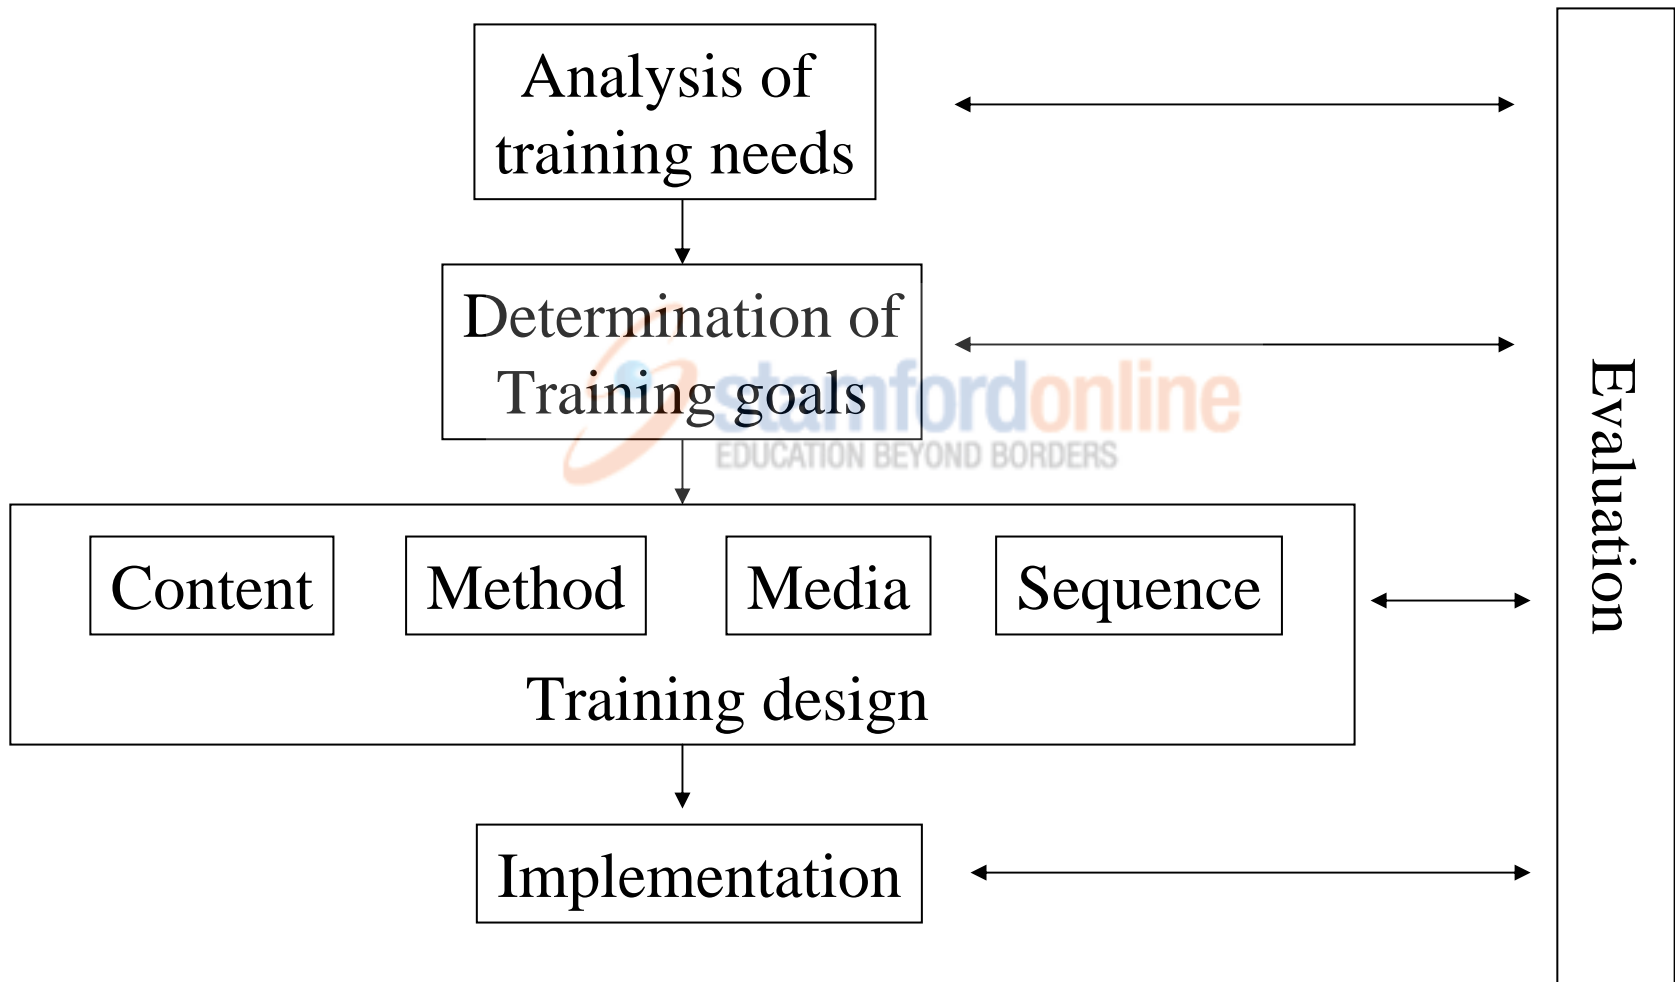 Analysis of
training needs
Determination of
Training goals
stamfordonline
EDUCATION BEYOND BORDERS
Content
Method
Media
Sequence
Training design
Implementation
Evaluation